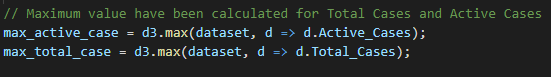 // Maximum value have been calculated for Total Cases and Active Cases
max_active_case = d3.max(dataset, d => d.Active_Cases);
max_total_case = d3.max(dataset, d => d.Total_Cases);